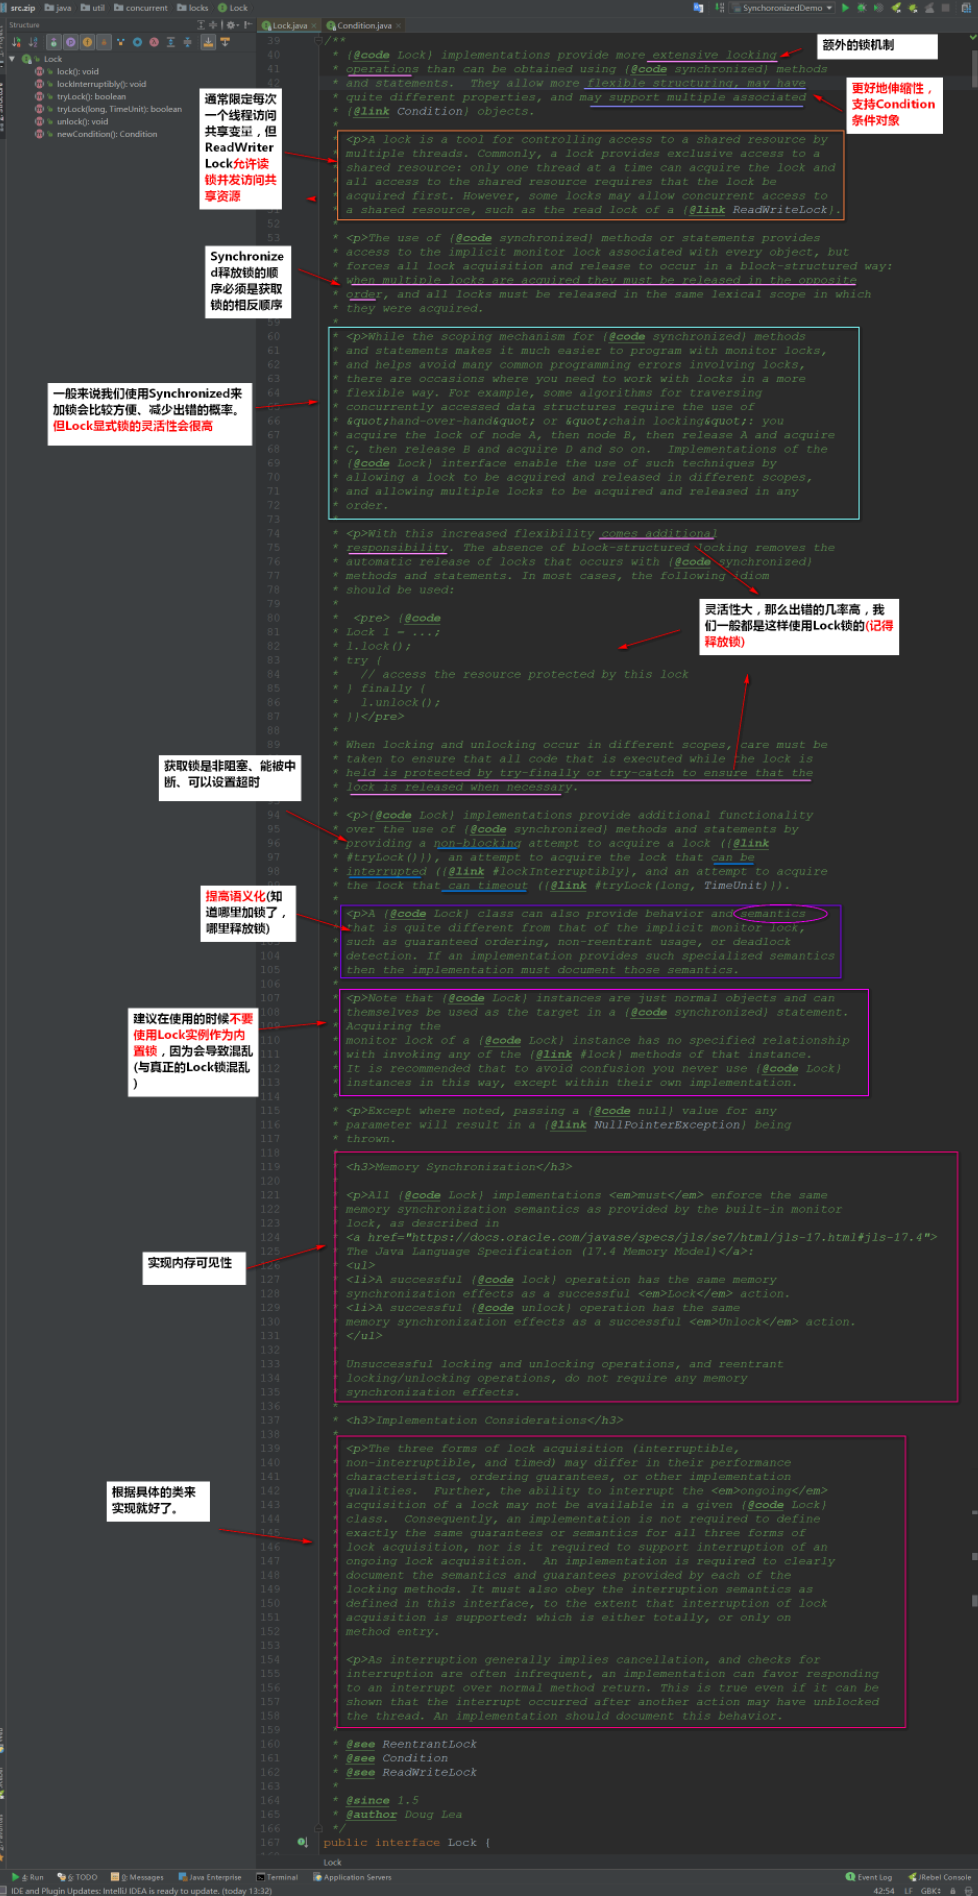 src.zip java util concurrent locks Lock
SynchoronizedDemo
Structure
Lock.java
Condition.java
Lock
lock(): void
lockInterruptibly(): void
tryLock(): boolean
tryLock(long, TimeUnit): boolean
unlock(): void
newCondition(): Condition
额外的锁机制
更好地伸缩性，
支持Condition
条件对象
通常限定每次
一个线程访问
共享变量，但
ReadWriter
Lock允许读
锁并发访问共
享资源
Synchronize
d释放锁的顺
序必须是获取
锁的相反顺序
一般来说我们使用Synchronized来
加锁会比较方便、减少出错的概率。
但Lock显式锁的灵活性会很高
灵活性大，那么出错的几率高，我
们一般都是这样使用Lock锁的(记得
释放锁)
获取锁是非阻塞、能被中
断、可以设置超时
提高语义化(知
道哪里加锁了，
哪里释放锁)
建议在使用的时候不要
使用Lock实例作为内
置锁，因为会导致混乱
(与真正的Lock锁混乱
)
实现内存可见性
根据具体的类来
实现就好了。
39 /**
40 * {@code Lock} implementations provide more extensive locking
41 * operations than can be obtained using {@code synchronized} methods
* and statements. They allow more flexible structuring, may have
* quite different properties, and may support multiple associated
* {@link Condition} objects.
*
* <p>A lock is a tool for controlling access to a shared resource by
* multiple threads. Commonly, a lock provides exclusive access to a
* shared resource: only one thread at a time can acquire the lock and
* all access to the shared resource requires that the lock be
* acquired first. However, some locks may allow concurrent access to
* a shared resource, such as the read lock of a {@link ReadWriteLock}.
52 *
53 * <p>The use of {@code synchronized} methods or statements provides
* access to the implicit monitor lock associated with every object, but
* forces all lock acquisition and release to occur in a block-structured way:
* when multiple locks are acquired they must be released in the opposite
* order, and all locks must be released in the same lexical scope in which
* they were acquired.
59 *
60 * <p>While the scoping mechanism for {@code synchronized} methods
61 * and statements makes it much easier to program with monitor locks,
62 * and helps avoid many common programming errors involving locks,
63 * there are occasions where you need to work with locks in a more
64 * flexible way. For example, some algorithms for traversing
65 * concurrently accessed data structures require the use of
66 * &quot;hand-over-hand&quot; or &quot;chain locking&quot;: you
67 * acquire the lock of node A, then node B, then release A and acquire
68 * C, then release B and acquire D and so on.  Implementations of the
69 * {@code Lock} interface enable the use of such techniques by
70 * allowing a lock to be acquired and released in different scopes,
71 * and allowing multiple locks to be acquired and released in any
72 * order.
73 *
74 * <p>With this increased flexibility comes additional
75 * responsibility. The absence of block-structured locking removes the
76 * automatic release of locks that occurs with {@code synchronized}
77 * methods and statements. In most cases, the following idiom
78 * should be used:
79 *
80 *  <pre> {@code
81 * Lock l = ...;
82 * l.lock();
83 * try {
84 *   // access the resource protected by this lock
85 * } finally {
86 *   l.unlock();
87 * }}</pre>
88 *
89 * When locking and unlocking occur in different scopes, care must be
* taken to ensure that all code that is executed while the lock is
* held is protected by try-finally or try-catch to ensure that the
* lock is released when necessary.
*
94 * <p>{@code Lock} implementations provide additional functionality
95 * over the use of {@code synchronized} methods and statements by
96 * providing a non-blocking attempt to acquire a lock ({@link
97 * #tryLock()}), an attempt to acquire the lock that can be
98 * interrupted ({@link #lockInterruptibly}, and an attempt to acquire
* the lock that can timeout ({@link #tryLock(long, TimeUnit)}).
*
* <p>A {@code Lock} class can also provide behavior and semantics
* that is quite different from that of the implicit monitor lock,
* such as guaranteed ordering, non-reentrant usage, or deadlock
104 * detection. If an implementation provides such specialized semantics
105 * then the implementation must document those semantics.
106 *
107 * <p>Note that {@code Lock} instances are just normal objects and can
108 * themselves be used as the target in a {@code synchronized} statement.
* Acquiring the
110 * monitor lock of a {@code Lock} instance has no specified relationship
111 * with invoking any of the {@link #lock} methods of that instance.
112 * It is recommended that to avoid confusion you never use {@code Lock}
113 * instances in this way, except within their own implementation.
114 *
115 * <p>Except where noted, passing a {@code null} value for any
116 * parameter will result in a {@link NullPointerException} being
117 * thrown.
118 *
119 * <h3>Memory Synchronization</h3>
120 *
121 * <p>All {@code Lock} implementations <em>must</em> enforce the same
122 * memory synchronization semantics as provided by the built-in monitor
123 * lock, as described in
124 * <a href="https://docs.oracle.com/javase/specs/jls/se7/html/jls-17.html#jls-17.4">
125 * The Java Language Specification (17.4 Memory Model)</a>:
126 * <ul>
127 * <li>A successful {@code lock} operation has the same memory
128 * synchronization effects as a successful <em>Lock</em> action.
129 * <li>A successful {@code unlock} operation has the same
130 * memory synchronization effects as a successful <em>Unlock</em> action.
131 * </ul>
132 *
133 * Unsuccessful locking and unlocking operations, and reentrant
134 * locking/unlocking operations, do not require any memory
135 * synchronization effects.
136 *
137 * <h3>Implementation Considerations</h3>
138 *
139 * <p>The three forms of lock acquisition (interruptible,
140 * non-interruptible, and timed) may differ in their performance
141 * characteristics, ordering guarantees, or other implementation
142 * qualities.  Further, the ability to interrupt the <em>ongoing</em>
143 * acquisition of a lock may not be available in a given {@code Lock}
144 * class.  Consequently, an implementation is not required to define
145 * exactly the same guarantees or semantics for all three forms of
146 * lock acquisition, nor is it required to support interruption of an
147 * ongoing lock acquisition.  An implementation is required to clearly
148 * document the semantics and guarantees provided by each of the
149 * locking methods. It must also obey the interruption semantics as
150 * defined in this interface, to the extent that interruption of lock
151 * acquisition is supported: which is either totally, or only on
152 * method entry.
153 *
154 * <p>As interruption generally implies cancellation, and checks for
155 * interruption are often infrequent, an implementation can favor responding
156 * to an interrupt over normal method return. This is true even if it can be
157 * shown that the interrupt occurred after another action may have unblocked
158 * the thread. An implementation should document this behavior.
159 *
160 * @see ReentrantLock
161 * @see Condition
162 * @see ReadWriteLock
163 *
164 * @since 1.5
165 * @author Doug Lea
166 */
167 public interface Lock {
Lock
4: Run 6: TODO 0: Messages Java Enterprise Terminal Application Servers Event Log JRebel Console
IDE and Plugin Updates: IntelliJ IDEA is ready to update. (today 13:32) 42:54 LF GBK